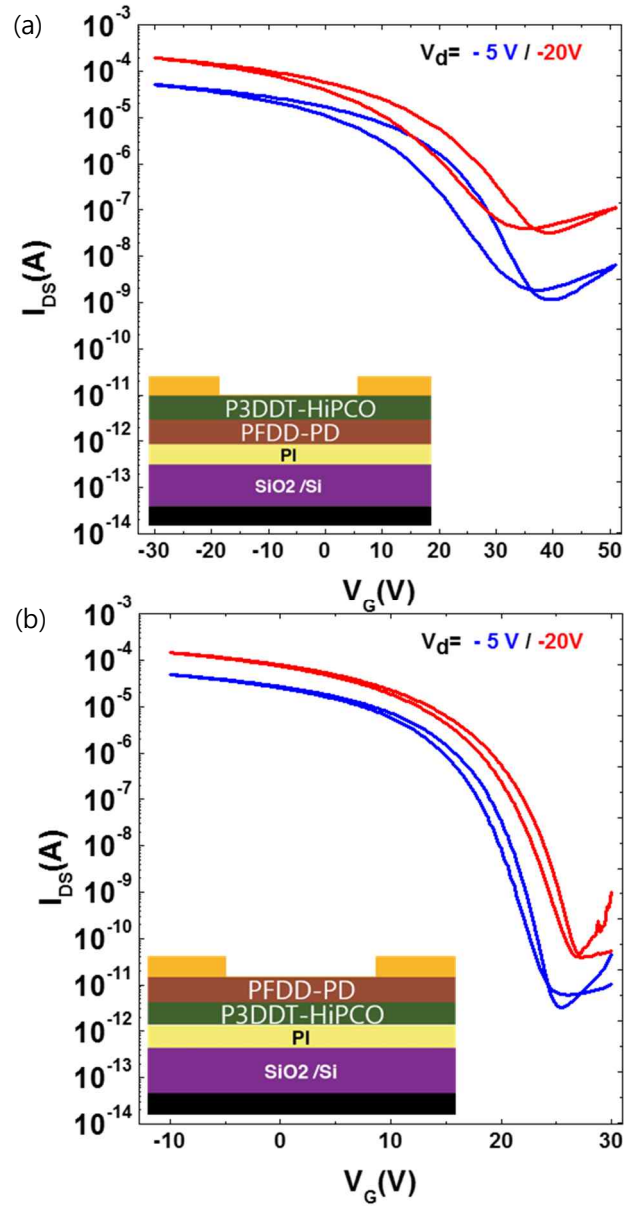 (a)
V_d= - 5 V / -20V
I_DS(A)
10^-3
10^-4
10^-5
10^-6
10^-7
10^-8
10^-9
10^-10
10^-11
10^-12
10^-13
10^-14
P3DDT-HiPCO
PFDD-PD
PI
SiO2 /Si
-30 -20 -10 0 10 20 30 40 50
V_G(V)
(b)
V_d= - 5 V / -20V
I_DS(A)
10^-3
10^-4
10^-5
10^-6
10^-7
10^-8
10^-9
10^-10
10^-11
10^-12
10^-13
10^-14
PFDD-PD
P3DDT-HiPCO
PI
SiO2 /Si
-10 0 10 20 30
V_G(V)